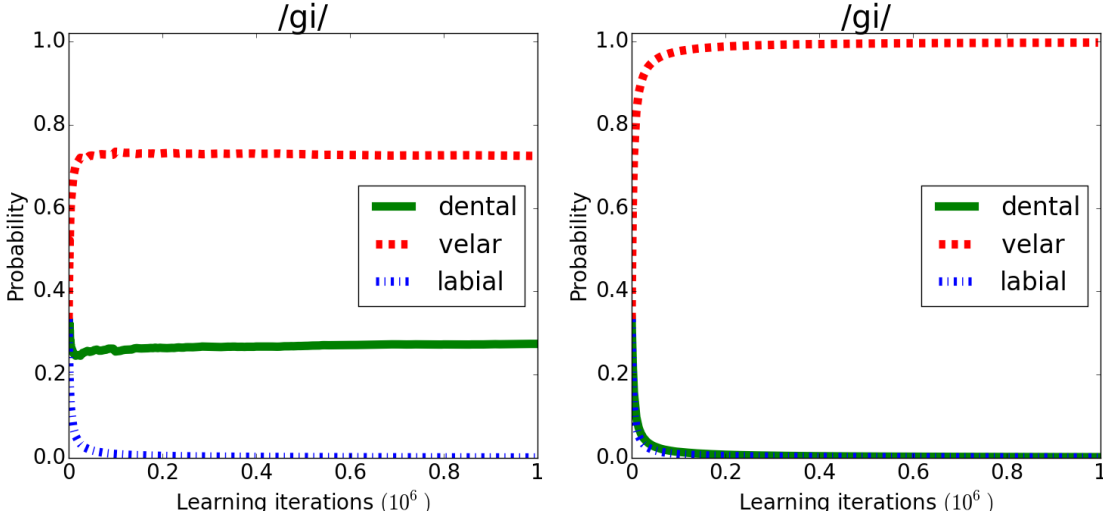 /gi/
1.0
0.8
0.6
0.4
0.2
0.0
Probability
dental
velar
labial
0 0.2 0.4 0.6 0.8 1
Learning iterions (10^6 )
/gi/
1.0
0.8
0.6
0.4
0.2
0.0
Probability
dental
velar
labial
0 0.2 0.4 0.6 0.8 1
Learning iterions (10^6 )